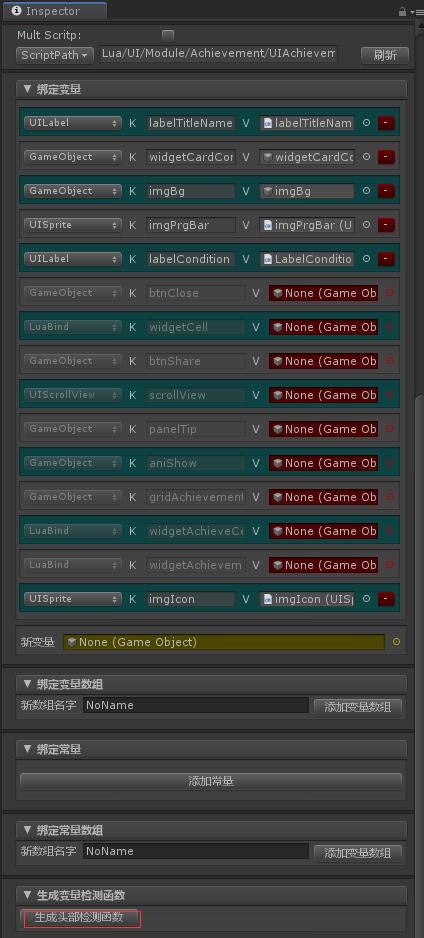 Inspector
Mult Scritp:
ScriptPath Lua/UI/Module/Achievement/UIAchievem 刷新
绑定变量
UILabel K labelTitleName V labelTitleNam -
GameObject K widgetCardCor V widgetCardCo -
GameObject K imgBg V imgBg -
UISprite K imgPrgBar V imgPrgBar (U -
UILabel K labelCondition V LabelConditio -
GameObject K btnClose V None (Game Ob
LuaBind K widgetCell V None (Game Ob
GameObject K btnShare V None (Game Ob
UIScrollView K scrollView V None (Game Ob
GameObject K panelTip V None (Game Ob
GameObject K aniShow V None (Game Ob
GameObject K gridAchievement V None (Game Ob
LuaBind K widgetAchieveCe V None (Game Ob
LuaBind K widgetAchievem V None (Game Ob
UISprite K imgIcon V imgIcon (UISp -
新变量 None (Game Object)
绑定变量数组
新数组名字 NoName 添加变量数组
绑定常量
添加常量
绑定常量数组
新数组名字 NoName 添加变量数组
生成变量检测函数
生成头部检测函数